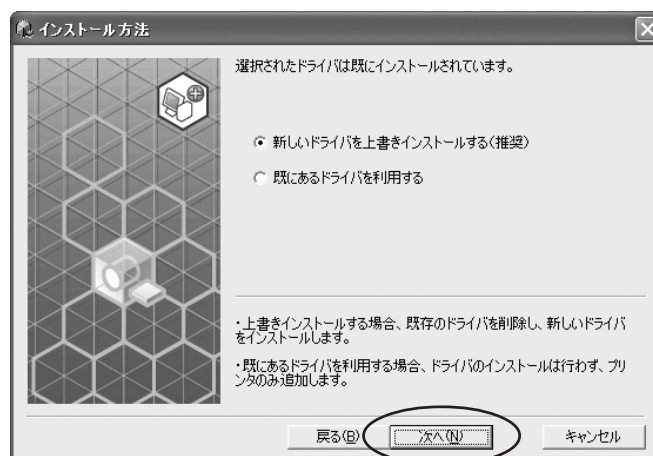 インストール方法
選択されたドライバは既にインストールされています。
新しいドライバを上書きインストールする(推奨)
既にあるドライバを利用する
・上書きインストールする場合、既存のドライバを削除し、新しいドライバ
をインストールします。
・既にあるドライバを利用する場合、ドライバのインストールは行わず、プリ
ンタのみ追加します。
戻る(B)
次へ(N)
キャンセル